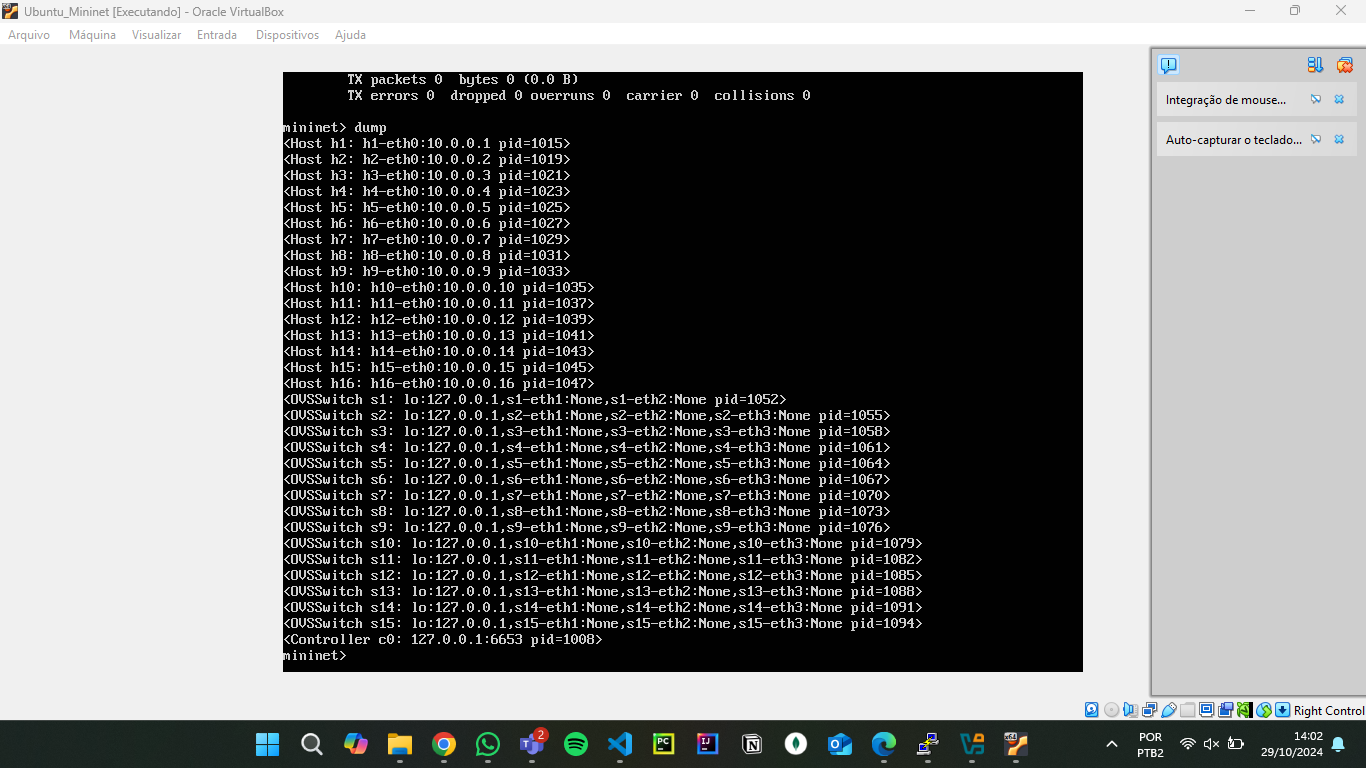 Ubuntu_Mininet [Executando] - Oracle VirtualBox
Arquivo Máquina Visualizar Entrada Dispositivos Ajuda
TX packets 0  bytes 0 (0.0 B)
TX errors 0  dropped 0 overruns 0  carrier 0  collisions 0
mininet> dump
<Host h1: h1-eth0:10.0.0.1 pid=1015>
<Host h2: h2-eth0:10.0.0.2 pid=1019>
<Host h3: h3-eth0:10.0.0.3 pid=1021>
<Host h4: h4-eth0:10.0.0.4 pid=1023>
<Host h5: h5-eth0:10.0.0.5 pid=1025>
<Host h6: h6-eth0:10.0.0.6 pid=1027>
<Host h7: h7-eth0:10.0.0.7 pid=1029>
<Host h8: h8-eth0:10.0.0.8 pid=1031>
<Host h9: h9-eth0:10.0.0.9 pid=1033>
<Host h10: h10-eth0:10.0.0.10 pid=1035>
<Host h11: h11-eth0:10.0.0.11 pid=1037>
<Host h12: h12-eth0:10.0.0.12 pid=1039>
<Host h13: h13-eth0:10.0.0.13 pid=1041>
<Host h14: h14-eth0:10.0.0.14 pid=1043>
<Host h15: h15-eth0:10.0.0.15 pid=1045>
<Host h16: h16-eth0:10.0.0.16 pid=1047>
<OVSSwitch s1: lo:127.0.0.1,s1-eth1:None,s1-eth2:None pid=1052>
<OVSSwitch s2: lo:127.0.0.1,s2-eth1:None,s2-eth2:None,s2-eth3:None pid=1055>
<OVSSwitch s3: lo:127.0.0.1,s3-eth1:None,s3-eth2:None,s3-eth3:None pid=1058>
<OVSSwitch s4: lo:127.0.0.1,s4-eth1:None,s4-eth2:None,s4-eth3:None pid=1061>
<OVSSwitch s5: lo:127.0.0.1,s5-eth1:None,s5-eth2:None,s5-eth3:None pid=1064>
<OVSSwitch s6: lo:127.0.0.1,s6-eth1:None,s6-eth2:None,s6-eth3:None pid=1067>
<OVSSwitch s7: lo:127.0.0.1,s7-eth1:None,s7-eth2:None,s7-eth3:None pid=1070>
<OVSSwitch s8: lo:127.0.0.1,s8-eth1:None,s8-eth2:None,s8-eth3:None pid=1073>
<OVSSwitch s9: lo:127.0.0.1,s9-eth1:None,s9-eth2:None,s9-eth3:None pid=1076>
<OVSSwitch s10: lo:127.0.0.1,s10-eth1:None,s10-eth2:None,s10-eth3:None pid=1079>
<OVSSwitch s11: lo:127.0.0.1,s11-eth1:None,s11-eth2:None,s11-eth3:None pid=1082>
<OVSSwitch s12: lo:127.0.0.1,s12-eth1:None,s12-eth2:None,s12-eth3:None pid=1085>
<OVSSwitch s13: lo:127.0.0.1,s13-eth1:None,s13-eth2:None,s13-eth3:None pid=1088>
<OVSSwitch s14: lo:127.0.0.1,s14-eth1:None,s14-eth2:None,s14-eth3:None pid=1091>
<OVSSwitch s15: lo:127.0.0.1,s15-eth1:None,s15-eth2:None,s15-eth3:None pid=1094>
<Controller c0: 127.0.0.1:6653 pid=1008>
mininet>
Integração de mouse...
Auto-capturar o teclado...
Right Control
2
PC
IJ
POR
PTB2
14:02
29/10/2024